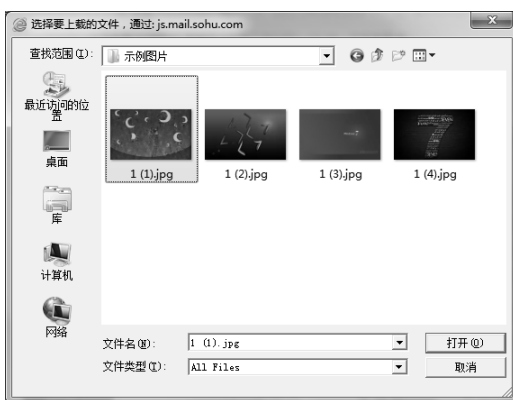 选择要上载的文件，通过: js.mail.sohu.com
查找范围(I):
示例图片
最近访问的位置
桌面
库
计算机
网络
1 (1).jpg
1 (2).jpg
1 (3).jpg
1 (4).jpg
文件名(N):
1 (1).jpg
打开(O)
文件类型(T):
All Files
取消